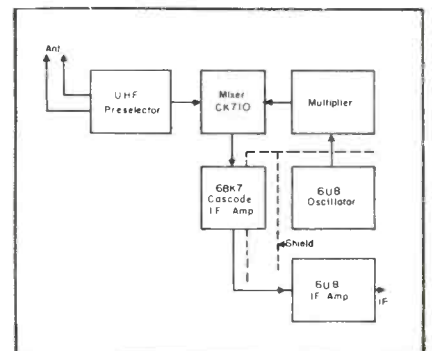 Ant
UHF
Preselector
Mixer
CK710
Multiplier
6BK7
Cascode
IF Amp
6U8
Oscillator
Shield
6U8
IF Amp
IF